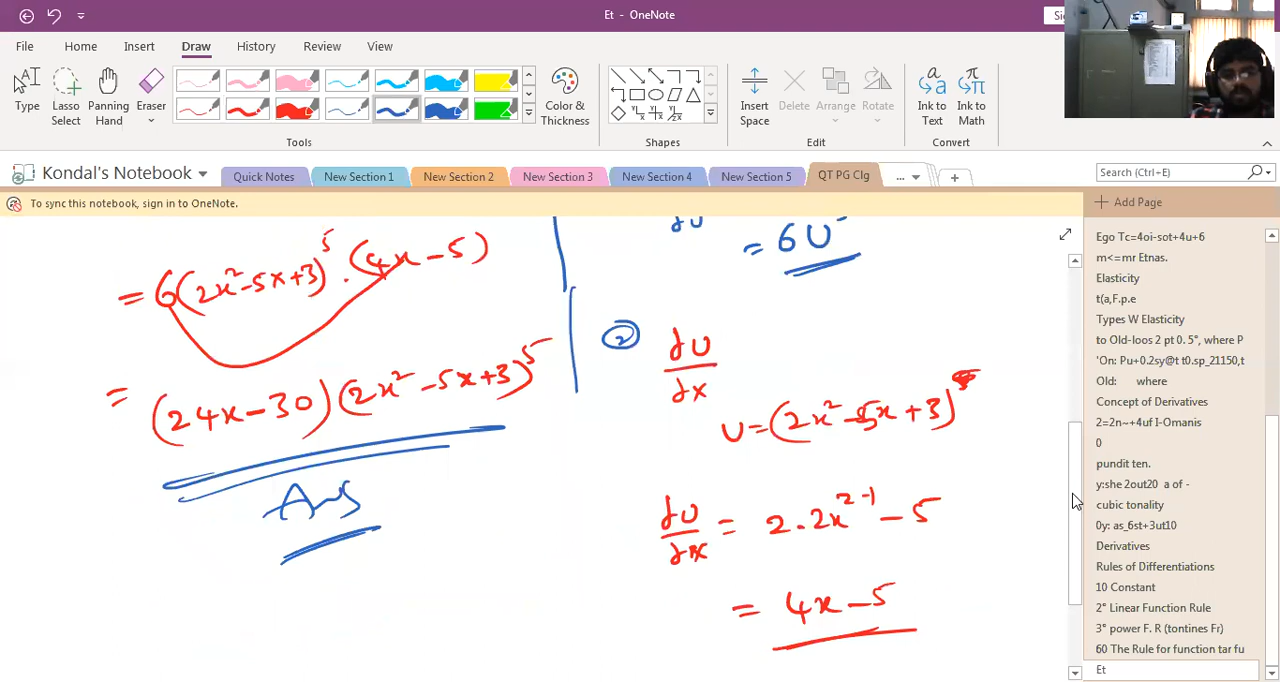 Et - OneNote
File Home Insert Draw History Review View
Type
Lasso Select
Panning Hand
Eraser
Color & Thickness
Insert Space
Delete
Arrange
Rotate
Ink to Text
Ink to Math
Tools
Shapes
Edit
Convert
Kondal's Notebook
Quick Notes New Section 1 New Section 2 New Section 3 New Section 4 New Section 5 QT PG Clg ...
Search (Ctrl+E)
To sync this notebook, sign in to OneNote.
= 6(2x²-5x+3)⁵ . (4x-5)
= (24x-30)(2x²-5x+3)⁵
Ans
= 6U⁵
②
dU/dx
U=(2x²-5x+3)
dU/dx = 2.2x²⁻¹-5
= 4x-5
Add Page
Ego Tc=4oi-sot+4u+6
m<=mr Etnas.
Elasticity
t(a,F.p.e
Types W Elasticity
to Old-loos 2 pt 0. 5°, where P
'On: Pu+0.2sy@t t0.sp_21150,t
Old: where
Concept of Derivatives
2=2n~+4uf I-Omanis
0
pundit ten.
y:she 2out20 a of -
cubic tonality
0y: as_6st+3ut10
Derivatives
Rules of Differentiations
10 Constant
2° Linear Function Rule
3° power F. R (tontines Fr)
60 The Rule for function tar fu
Et